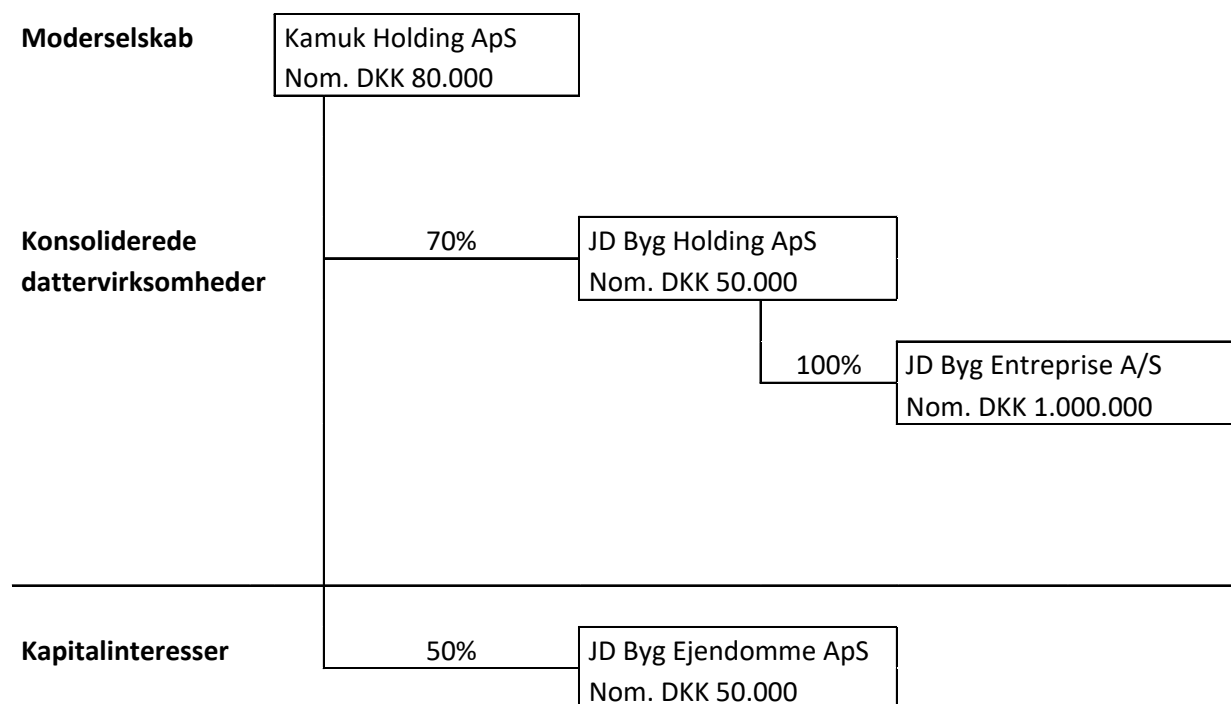 Moderselskab
Kamuk Holding ApS
Nom. DKK 80.000
Konsoliderede
dattervirksomheder
70%
JD Byg Holding ApS
Nom. DKK 50.000
100%
JD Byg Entreprise A/S
Nom. DKK 1.000.000
Kapitalinteresser
50%
JD Byg Ejendomme ApS
Nom. DKK 50.000